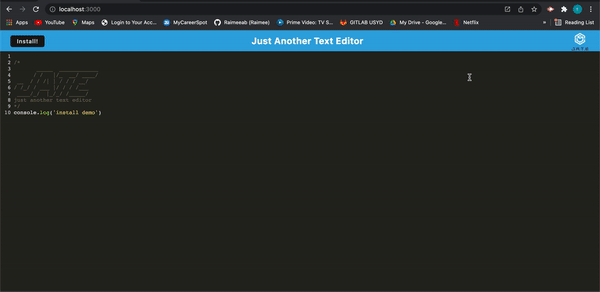 localhost:3000
Apps YouTube Maps Login to Your Acc... MyCareerSpot Raimeeab (Raimee) Prime Video: TV S... GITLAB USYD My Drive - Google... Netflix » Reading List
Install! Just Another Text Editor
1
2 /*
3
4
5
6
7
8 just another text editor
9 */
10 console.log('install demo')